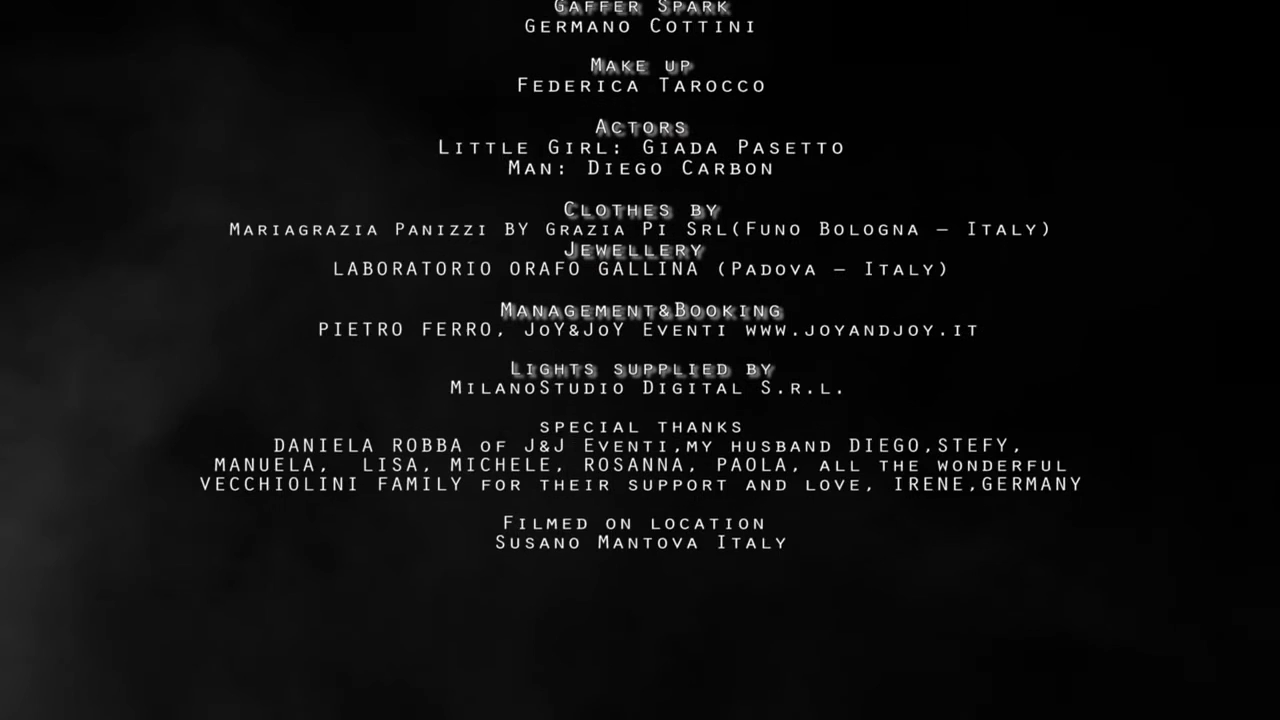 Gaffer Spark
Germano Cottini
Make up
Federica Tarocco
Actors
Little Girl: Giada Pasetto
Man: Diego Carbon
Clothes by
Mariagrazia Panizzi BY Grazia Pi Srl(Funo Bologna – Italy)
Jewellery
LABORATORIO ORAFO GALLINA (Padova – Italy)
Management&Booking
PIETRO FERRO, JoY&JoY Eventi www.joyandjoy.it
Lights supplied by
MilanoStudio Digital S.r.l.
special thanks
DANIELA ROBBA of J&J Eventi,my husband DIEGO,STEFY,
MANUELA, LISA, MICHELE, ROSANNA, PAOLA, all the wonderful
VECCHIOLINI FAMILY for their support and love, IRENE,GERMANY
Filmed on location
Susano Mantova Italy